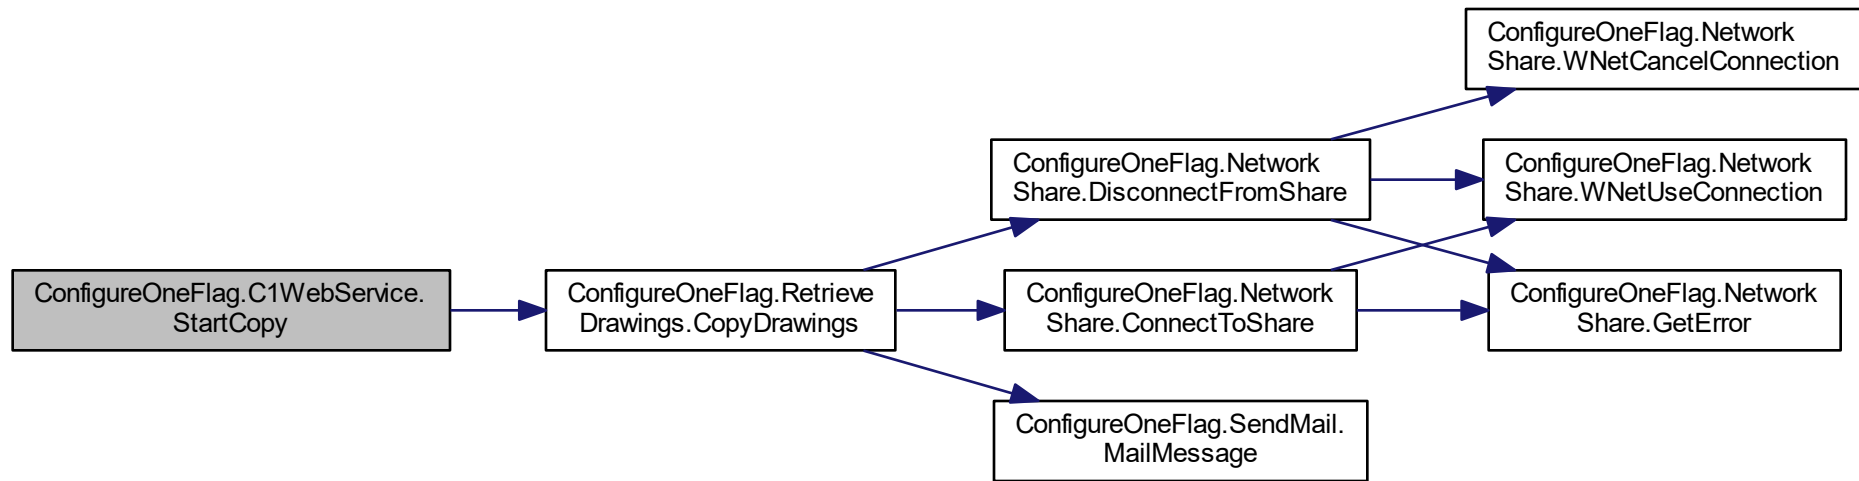 ConfigureOneFlag.C1WebService.
StartCopy
ConfigureOneFlag.Retrieve
Drawings.CopyDrawings
ConfigureOneFlag.Network
Share.DisconnectFromShare
ConfigureOneFlag.Network
Share.ConnectToShare
ConfigureOneFlag.SendMail.
MailMessage
ConfigureOneFlag.Network
Share.WNetCancelConnection
ConfigureOneFlag.Network
Share.WNetUseConnection
ConfigureOneFlag.Network
Share.GetError